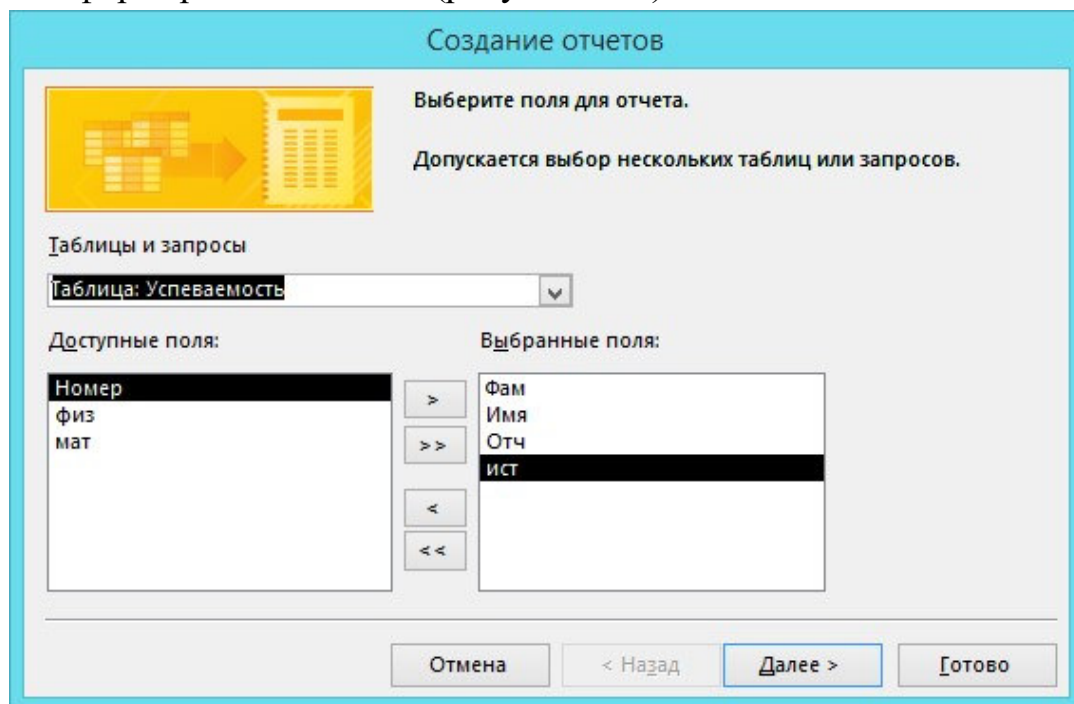 Создание отчетов
Выберите поля для отчета.
Допускается выбор нескольких таблиц или запросов.
Таблицы и запросы
Таблица: Успеваемость
Доступные поля:
Выбранные поля:
Номер
физ
мат
>
>>
<
<<
Фам
Имя
Отч
ист
Отмена
< Назад
Далее >
Готово